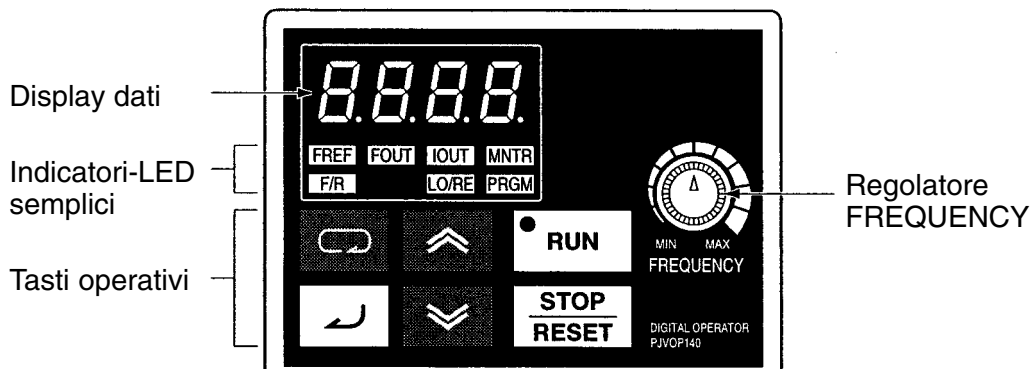 Display dati
8.8.8.8.
FREF FOUT IOUT MNTR
Indicatori-LED
semplici
F/R LO/RE PRGM
Regolatore
FREQUENCY
MIN MAX
FREQUENCY
RUN
Tasti operativi
STOP
RESET
DIGITAL OPERATOR
PJVOP140